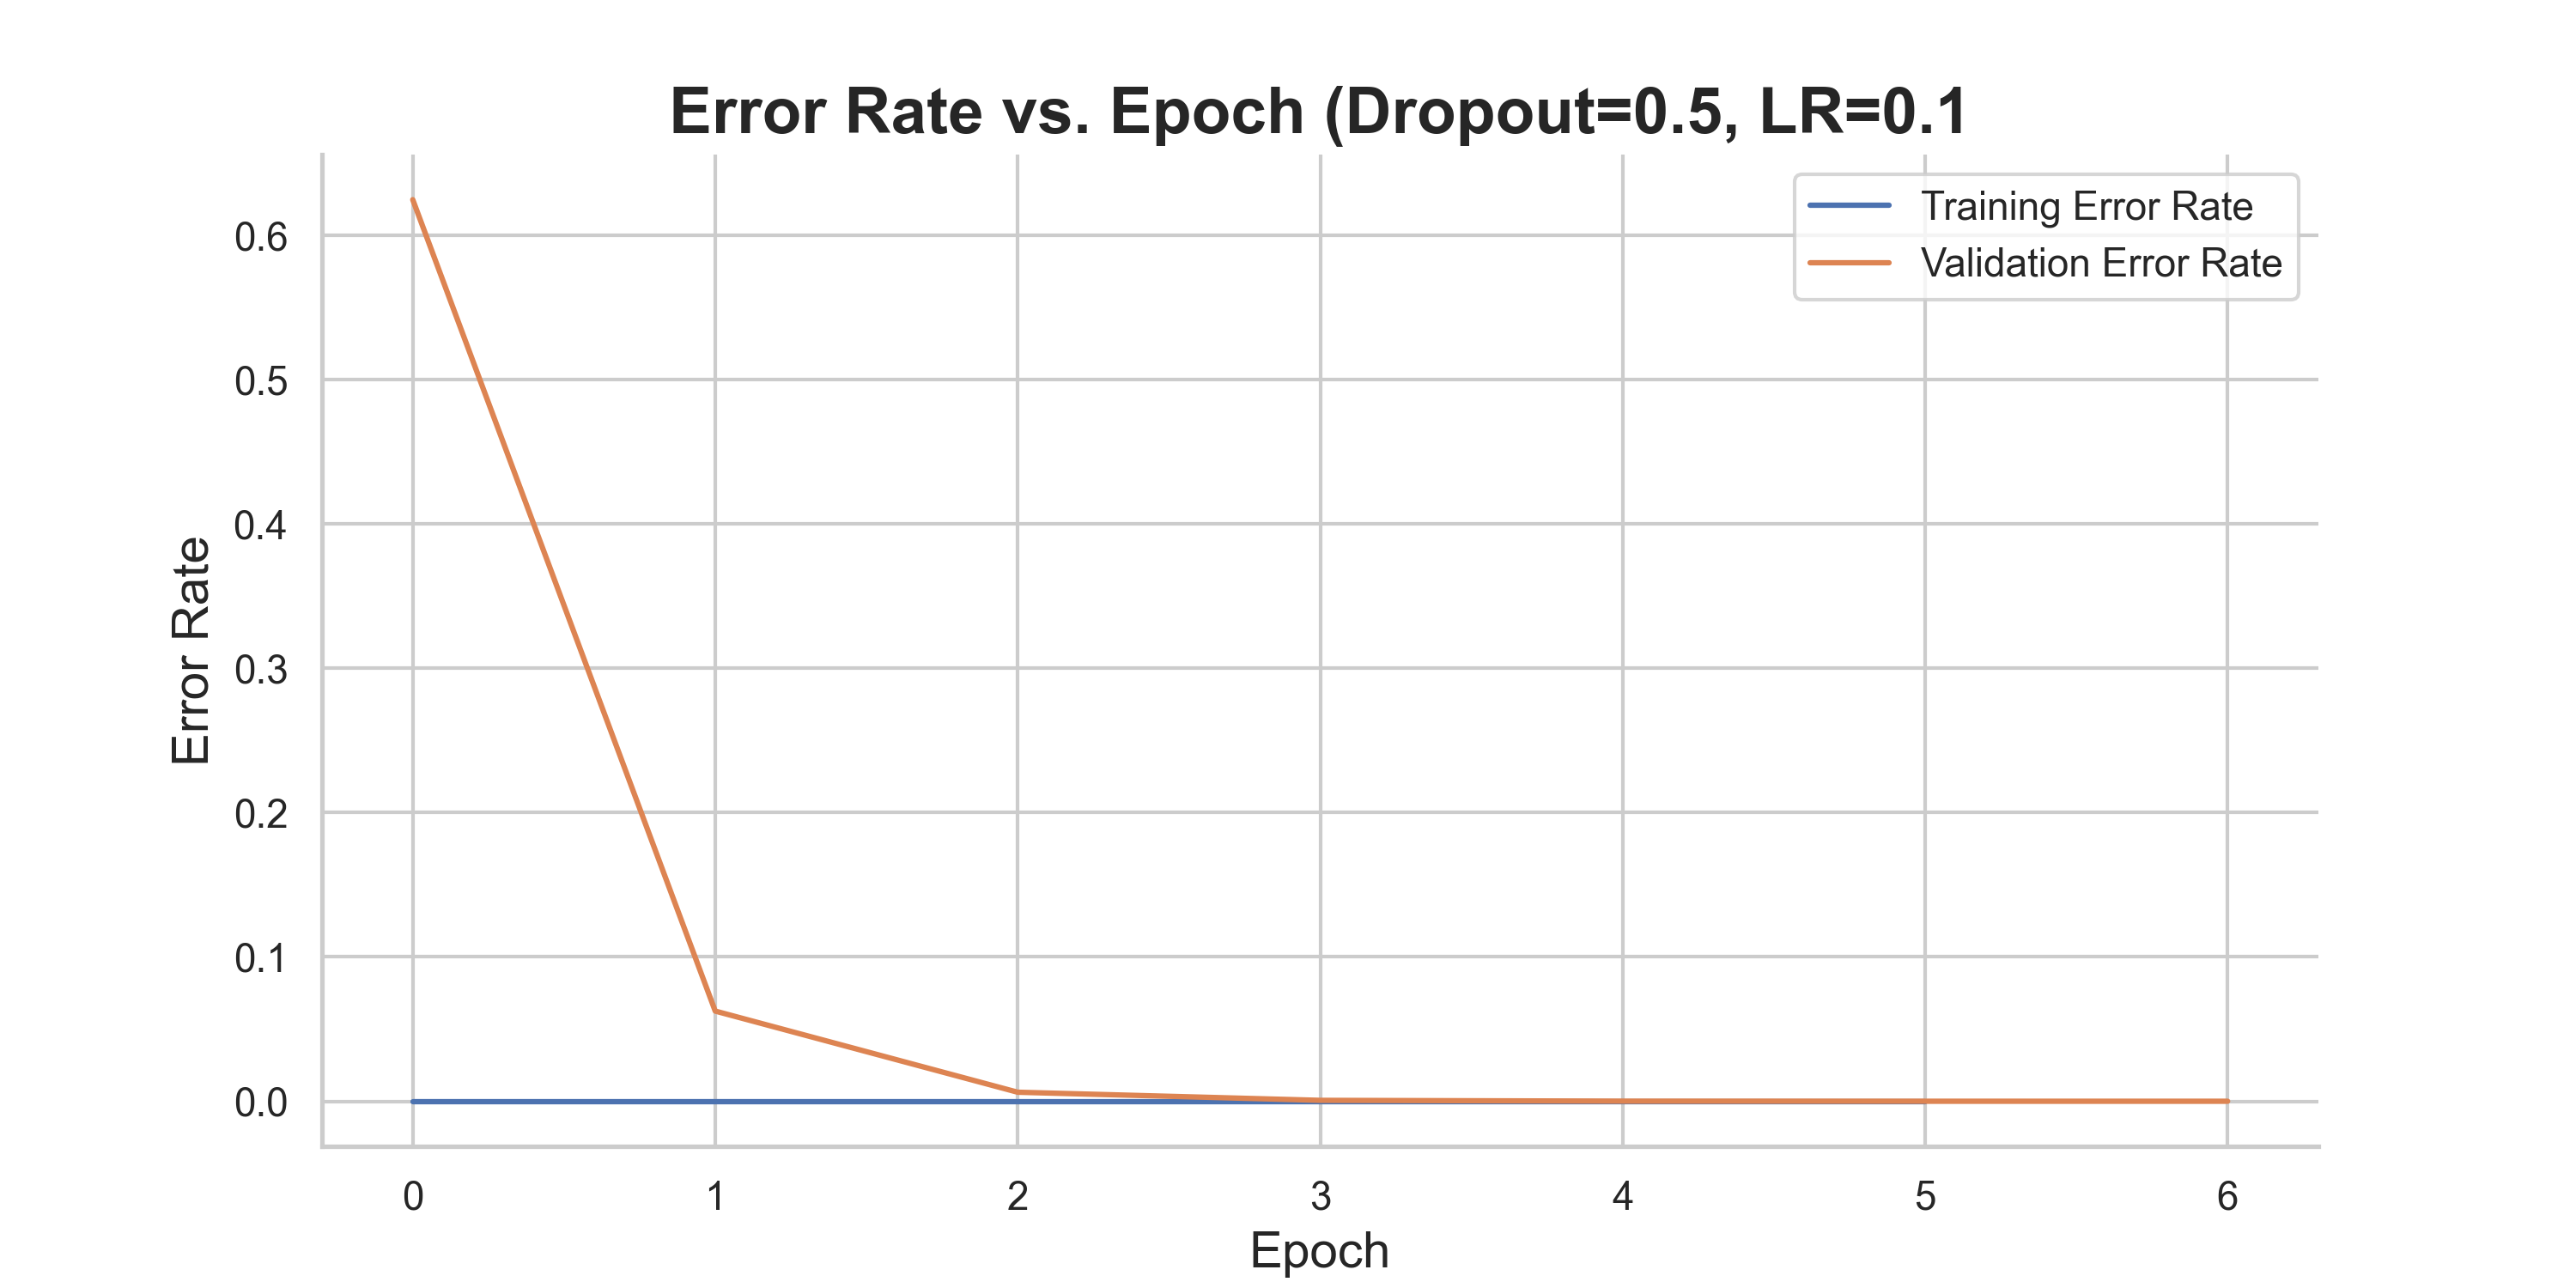 Error Rate vs. Epoch (Dropout=0.5, LR=0.1
Training Error Rate
Validation Error Rate
Error Rate
0.6
0.5
0.4
0.3
0.2
0.1
0.0
0 1 2 3 4 5 6
Epoch